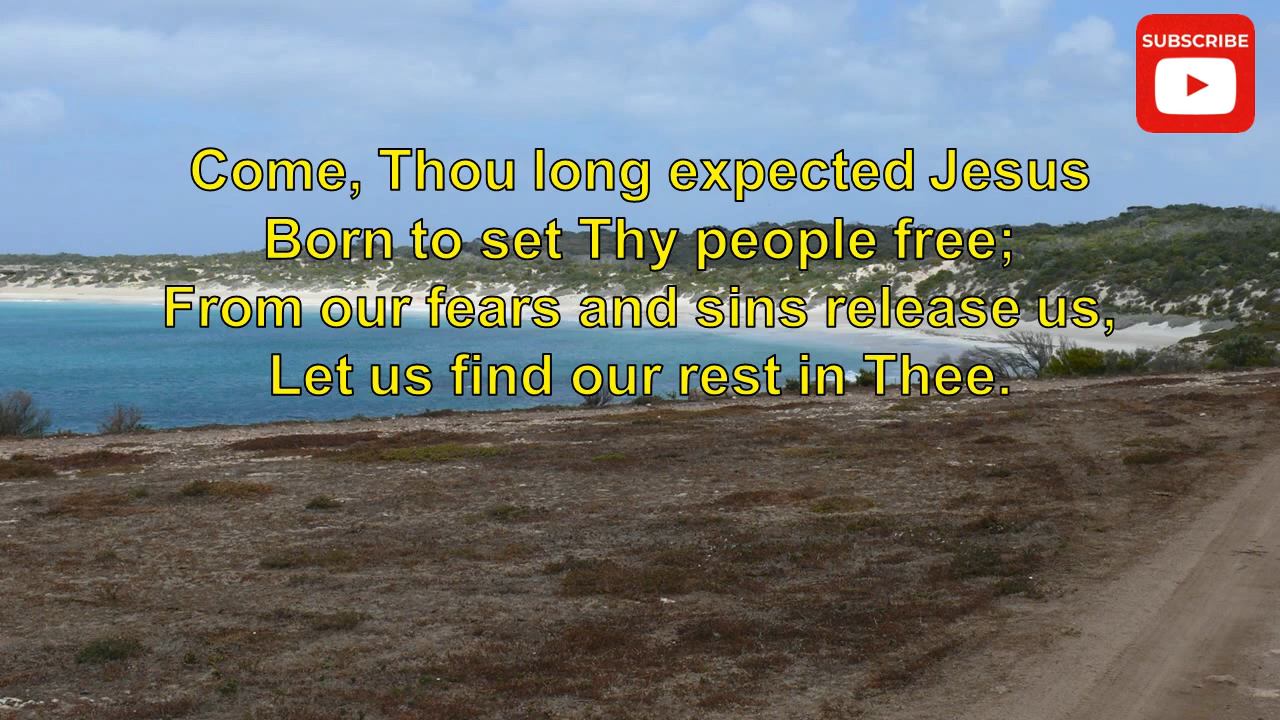 SUBSCRIBE
Come, Thou long expected Jesus
Born to set Thy people free;
From our fears and sins release us,
Let us find our rest in Thee.